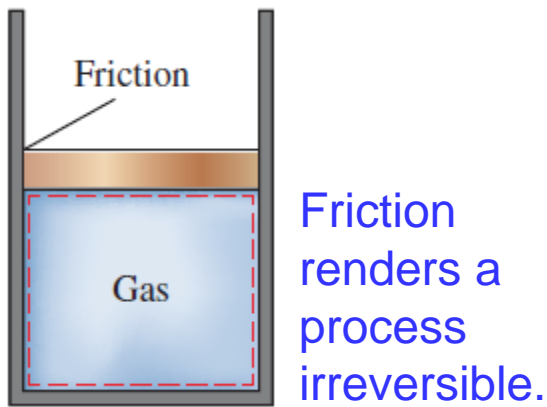 Friction
Gas
Friction
renders a
process
irreversible.